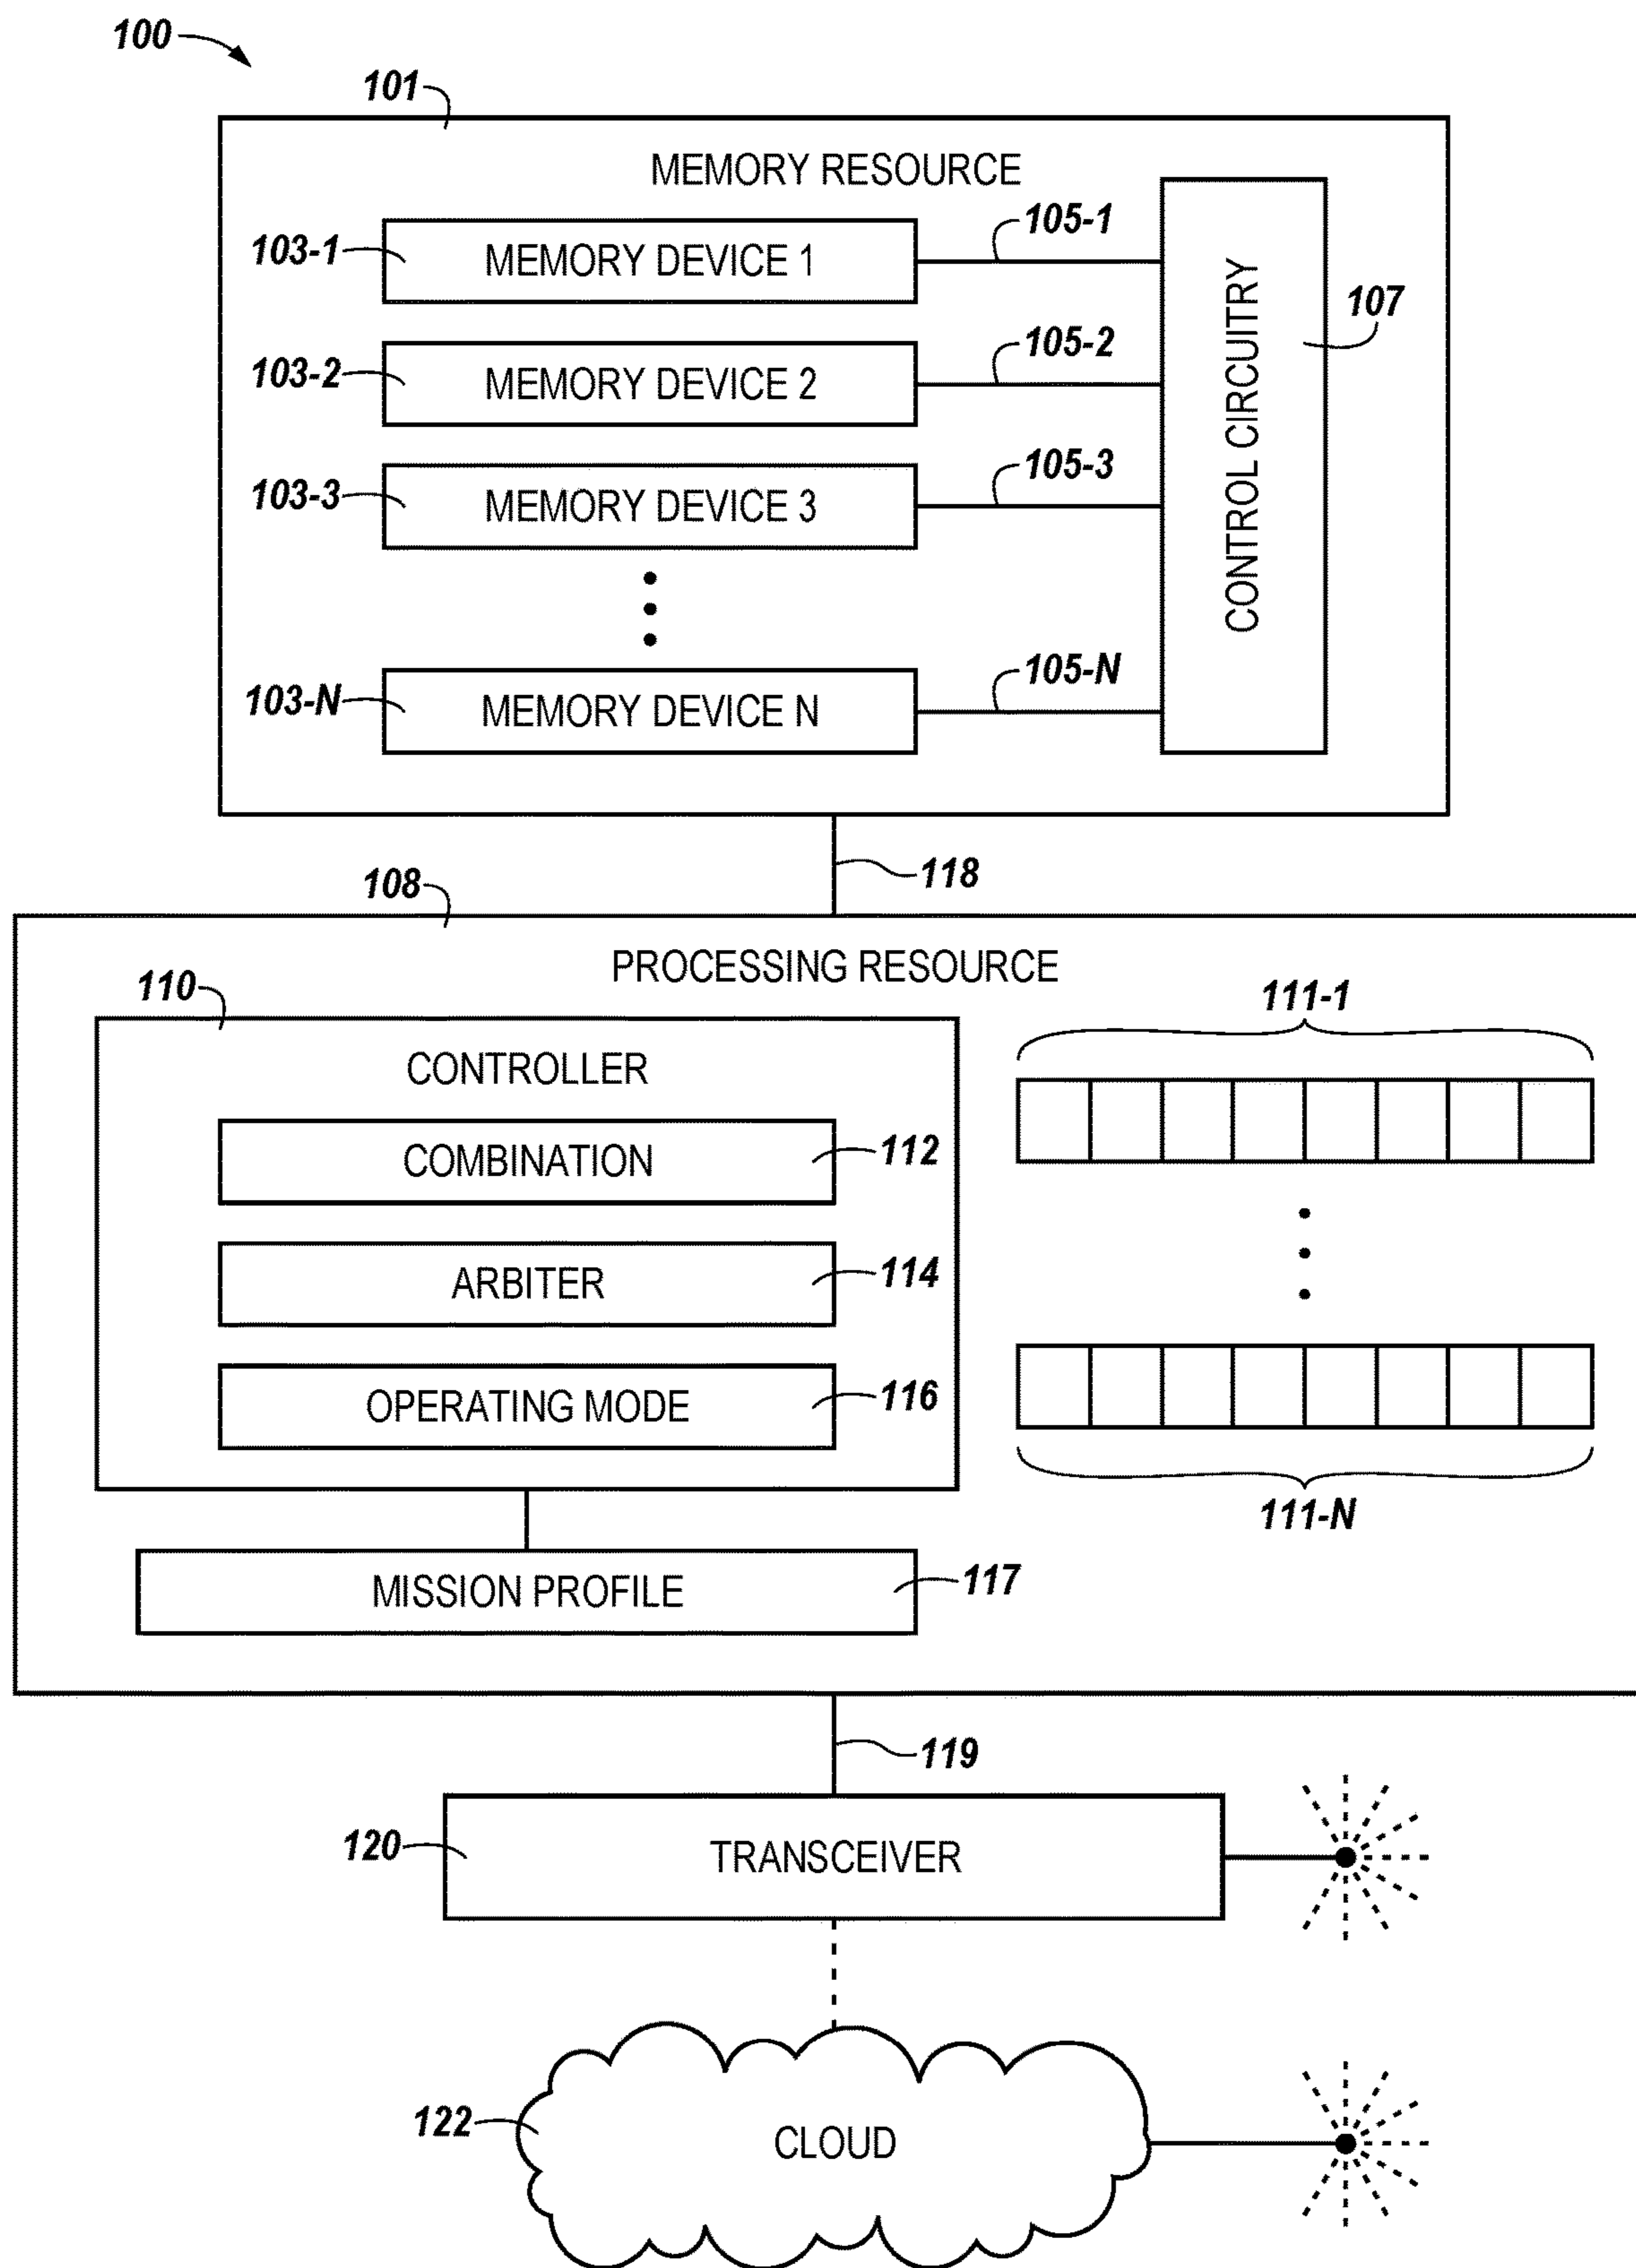 100
101
MEMORY RESOURCE
103-1
MEMORY DEVICE 1
105-1
103-2
MEMORY DEVICE 2
105-2
103-3
MEMORY DEVICE 3
105-3
103-N
MEMORY DEVICE N
105-N
CONTROL CIRCUITRY
107
118
108
PROCESSING RESOURCE
110
CONTROLLER
COMBINATION
112
ARBITER
114
OPERATING MODE
116
111-1
111-N
MISSION PROFILE
117
119
120
TRANSCEIVER
122
CLOUD